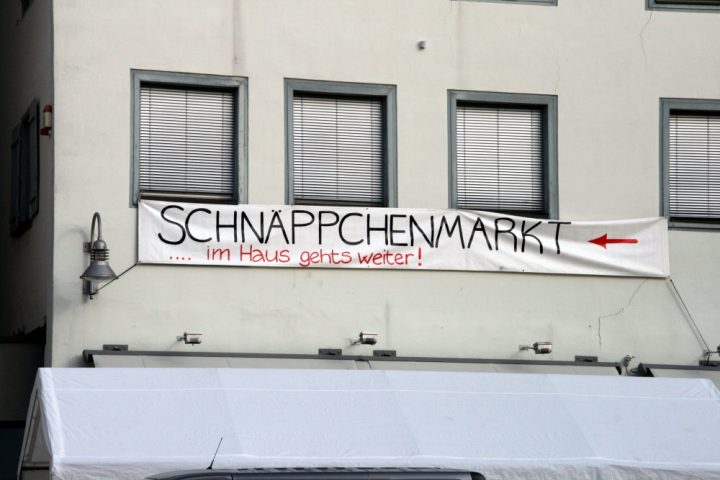 SCHNÄPPCHENMARKT
.... im Haus gehts weiter!